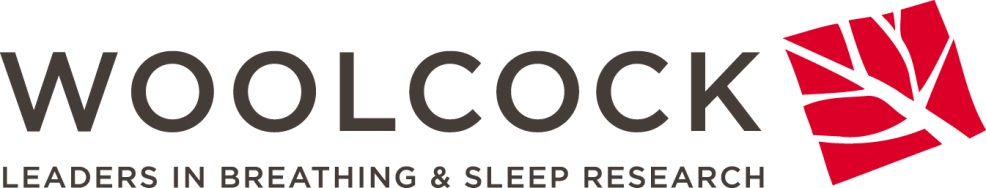 WOOLCOCK
LEADERS IN BREATHING & SLEEP RESEARCH